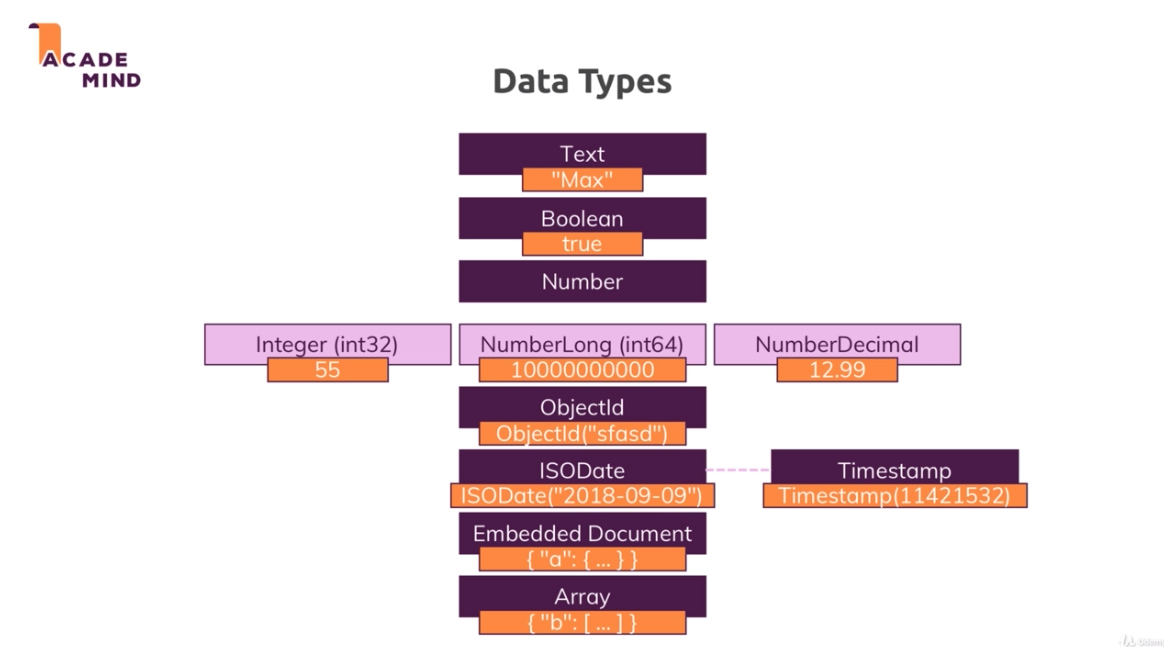 ACADE
MIND
Data Types
Text
"Max"
Boolean
true
Number
Integer (int32)
NumberLong (int64)
NumberDecimal
55
10000000000
12.99
ObjectId
ObjectId("sfasd")
ISODate
Timestamp
ISODate("2018-09-09")
Timestamp(11421532)
Embedded Document
{ "a": { ... } }
Array
{ "b": [ ... ] }
Udemy